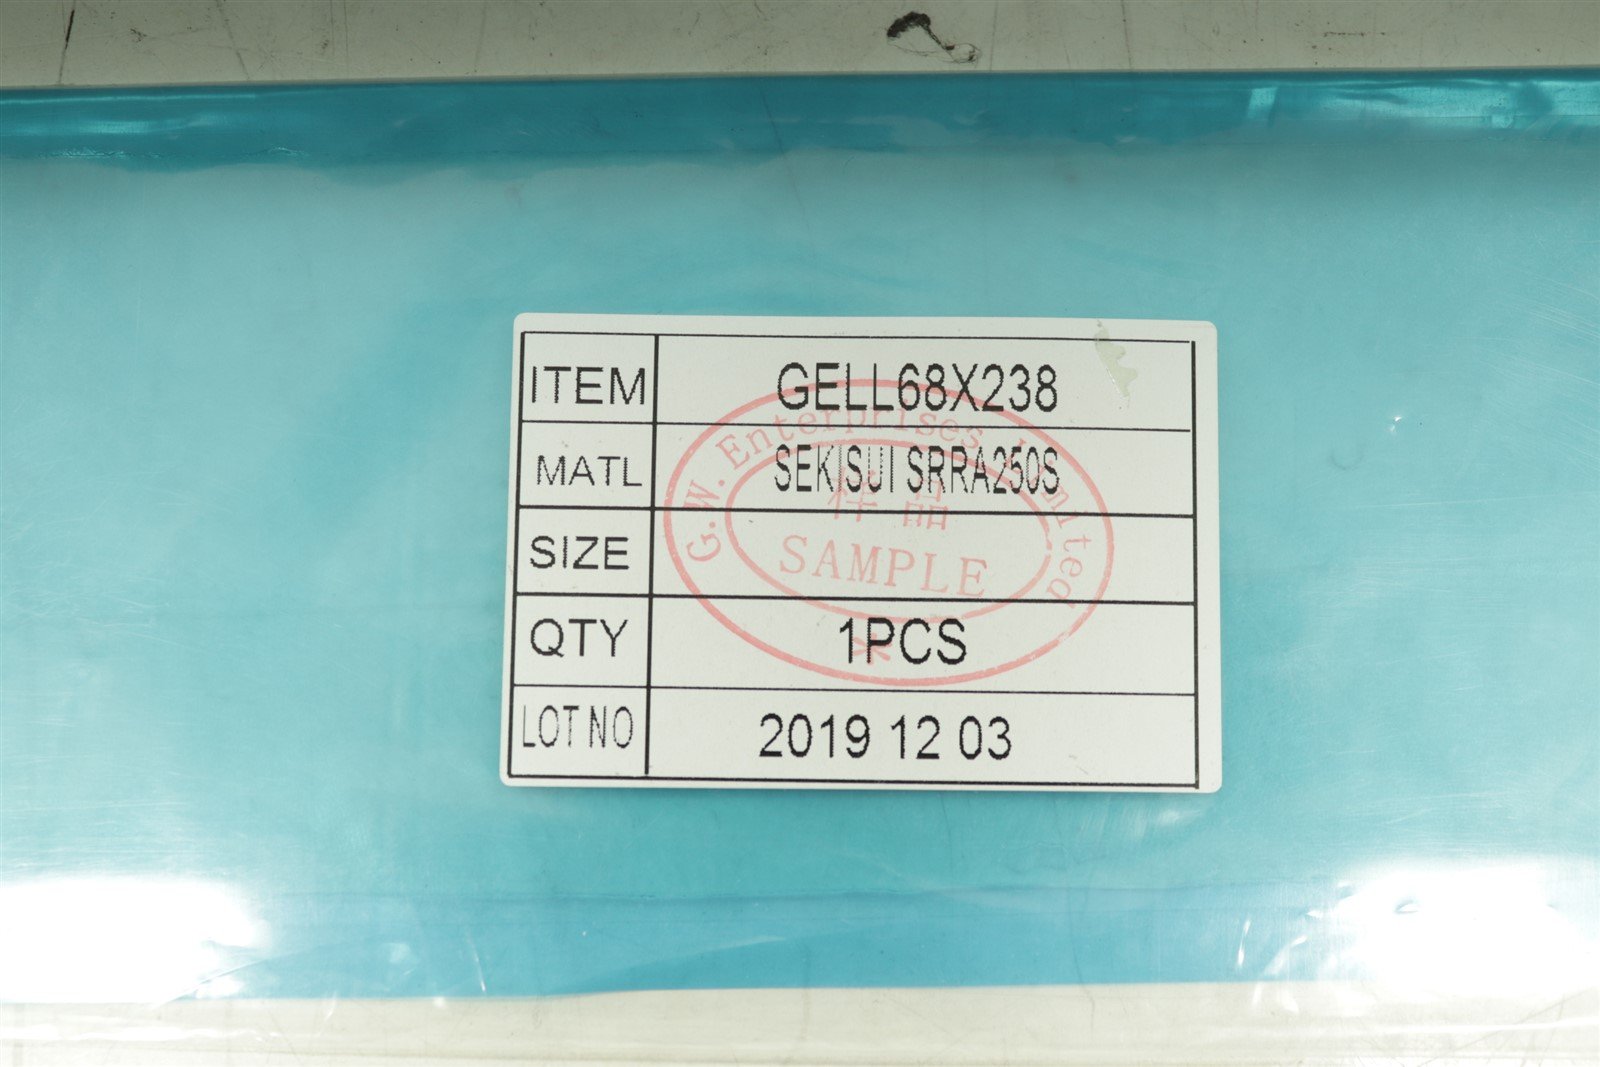 ITEM GELL68X238
MATL SEKISUI SRRA250S
SIZE
QTY 1PCS
LOT NO 2019 12 03
G.W. Enterprises Limited
样品
SAMPLE